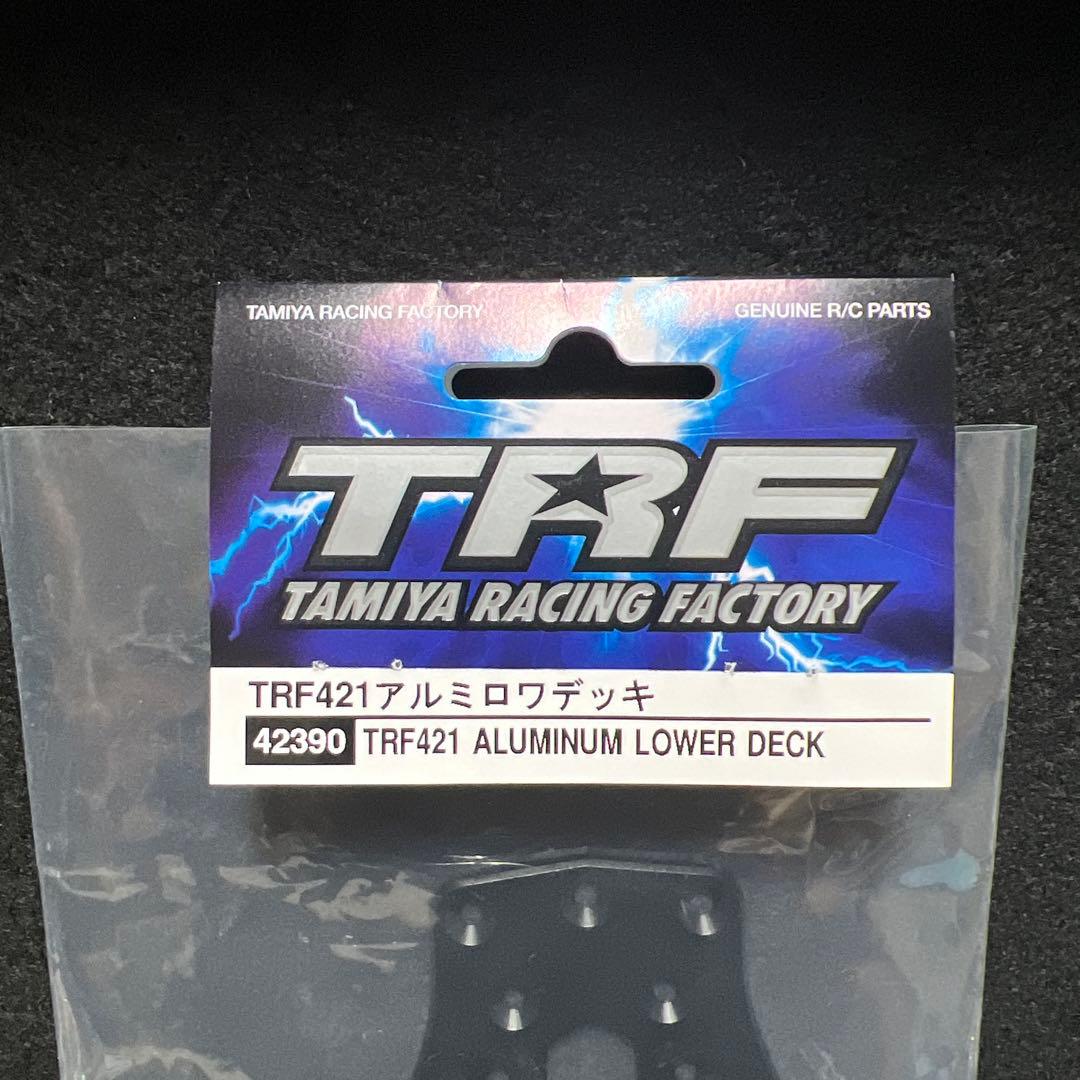 TAMIYA RACING FACTORY
GENUINE R/C PARTS
TRF
TAMIYA RACING FACTORY
TRF421アルミロワデッキ
42390 TRF421 ALUMINUM LOWER DECK